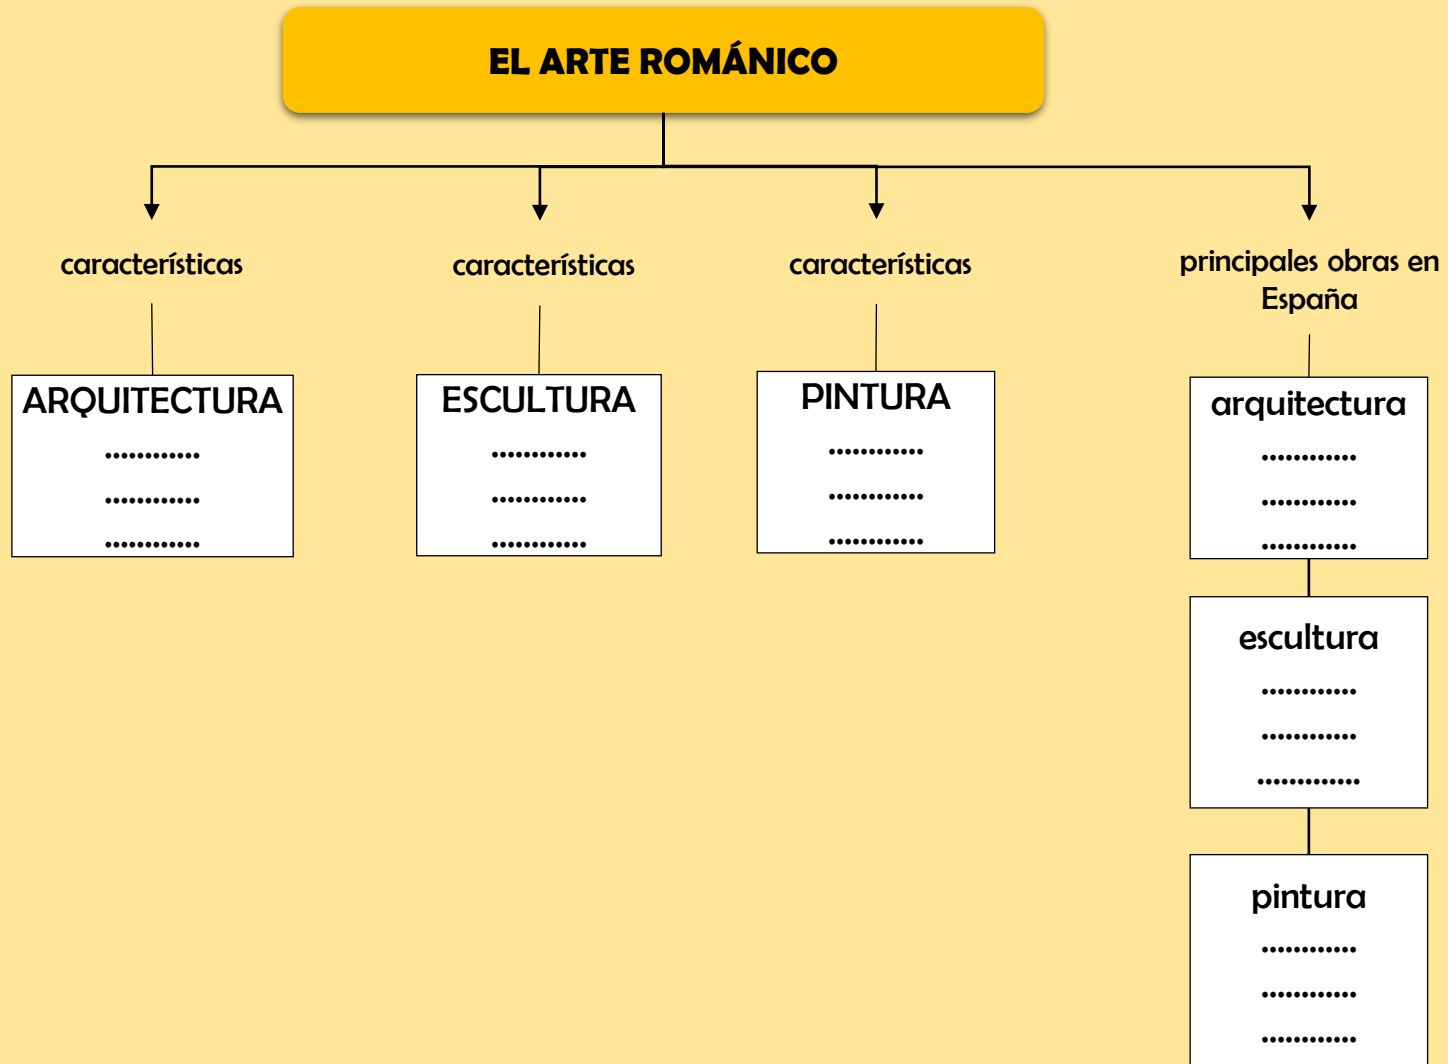 EL ARTE ROMÁNICO
características
ARQUITECTURA
............
............
............
características
ESCULTURA
............
............
............
características
PINTURA
............
............
............
principales obras en
España
arquitectura
............
............
............
escultura
............
............
.............
pintura
............
............
............